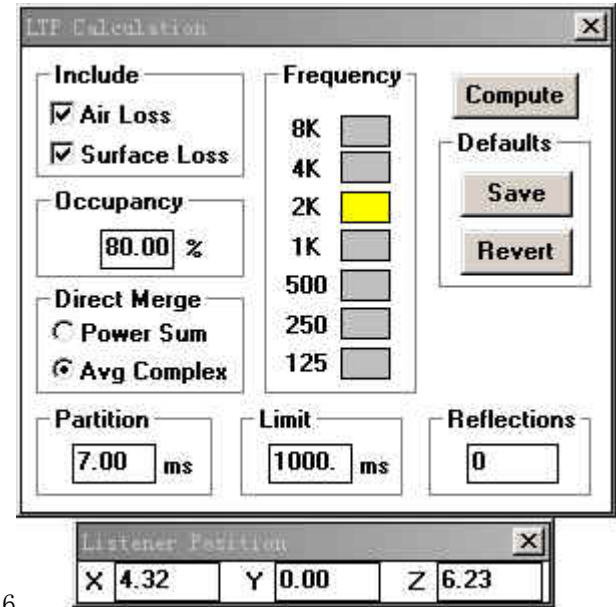 LTP Calculation
Include
Air Loss
Surface Loss
Occupancy
80.00 %
Direct Merge
Power Sum
Avg Complex
Frequency
8K
4K
2K
1K
500
250
125
Compute
Defaults
Save
Revert
Partition
7.00 ms
Limit
1000. ms
Reflections
0
Listener Position
X 4.32 Y 0.00 Z 6.23
6